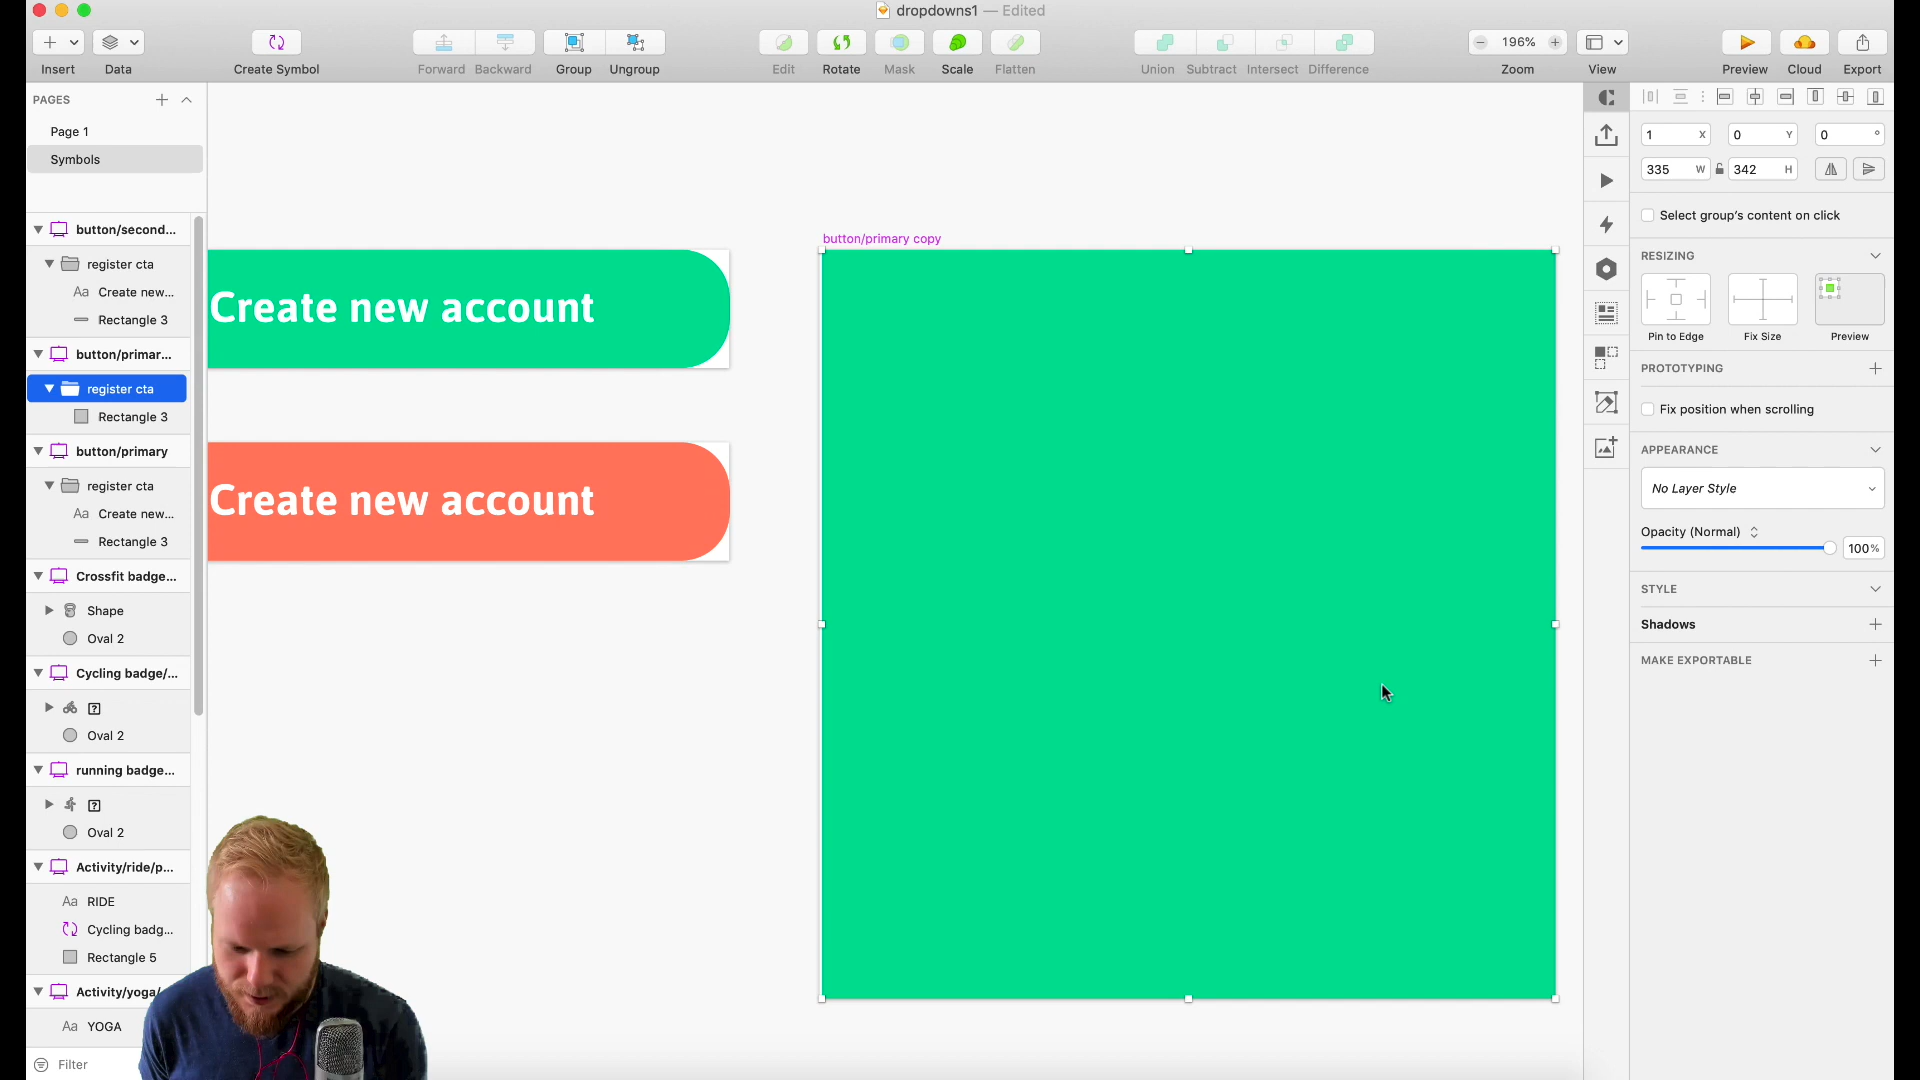 dropdowns1 — Edited
Insert
Data
Create Symbol
Forward
Backward
Group
Ungroup
Edit
Rotate
Mask
Scale
Flatten
Union
Subtract
Intersect
Difference
196%
Zoom
View
Preview
Cloud
Export
PAGES
Page 1
Symbols
button/second...
register cta
Aa Create new...
Rectangle 3
button/primar...
register cta
Rectangle 3
button/primary
register cta
Aa Create new...
Rectangle 3
Crossfit badge...
Shape
Oval 2
Cycling badge/...
?
Oval 2
running badge...
?
Oval 2
Activity/ride/p...
Aa RIDE
Cycling badg...
Rectangle 5
Activity/yoga/
Aa YOGA
Filter
Create new account
Create new account
button/primary copy
1 X
0 Y
0 °
335 W
342 H
Select group's content on click
RESIZING
Pin to Edge
Fix Size
Preview
PROTOTYPING
Fix position when scrolling
APPEARANCE
No Layer Style
Opacity (Normal)
100%
STYLE
Shadows
MAKE EXPORTABLE